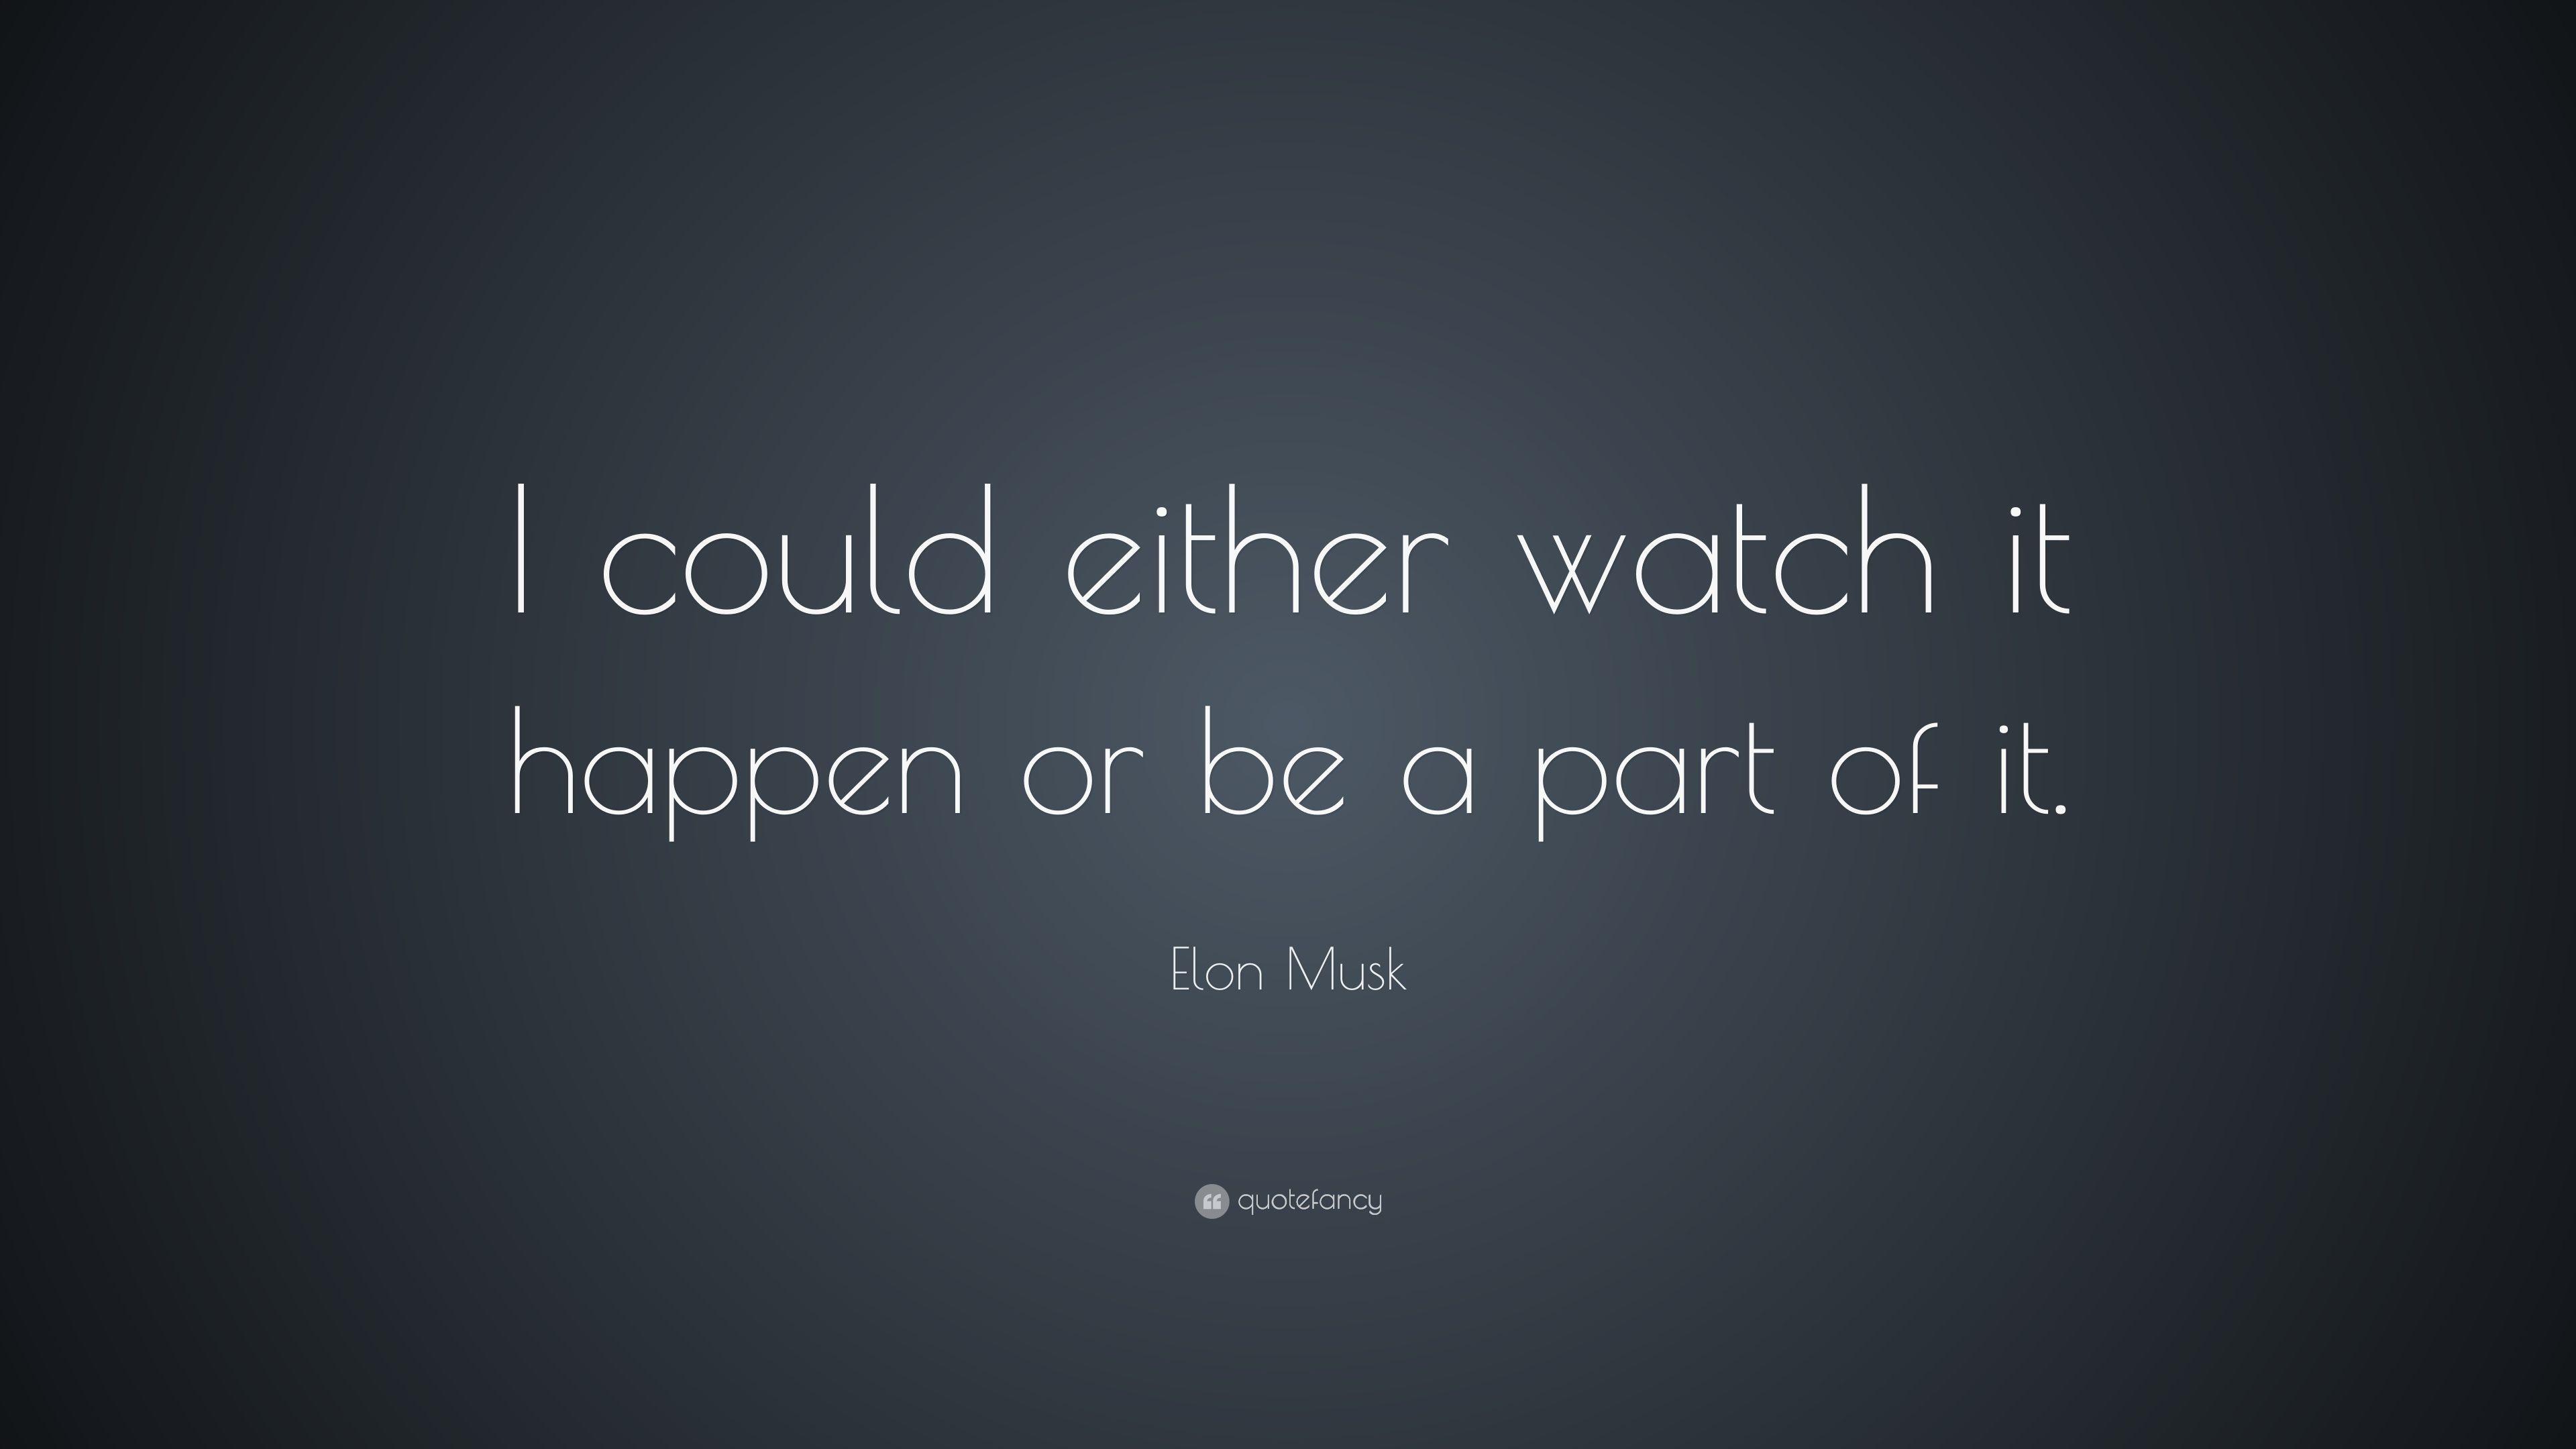 I could either watch it
happen or be a part of it.
Elon Musk
quotefancy